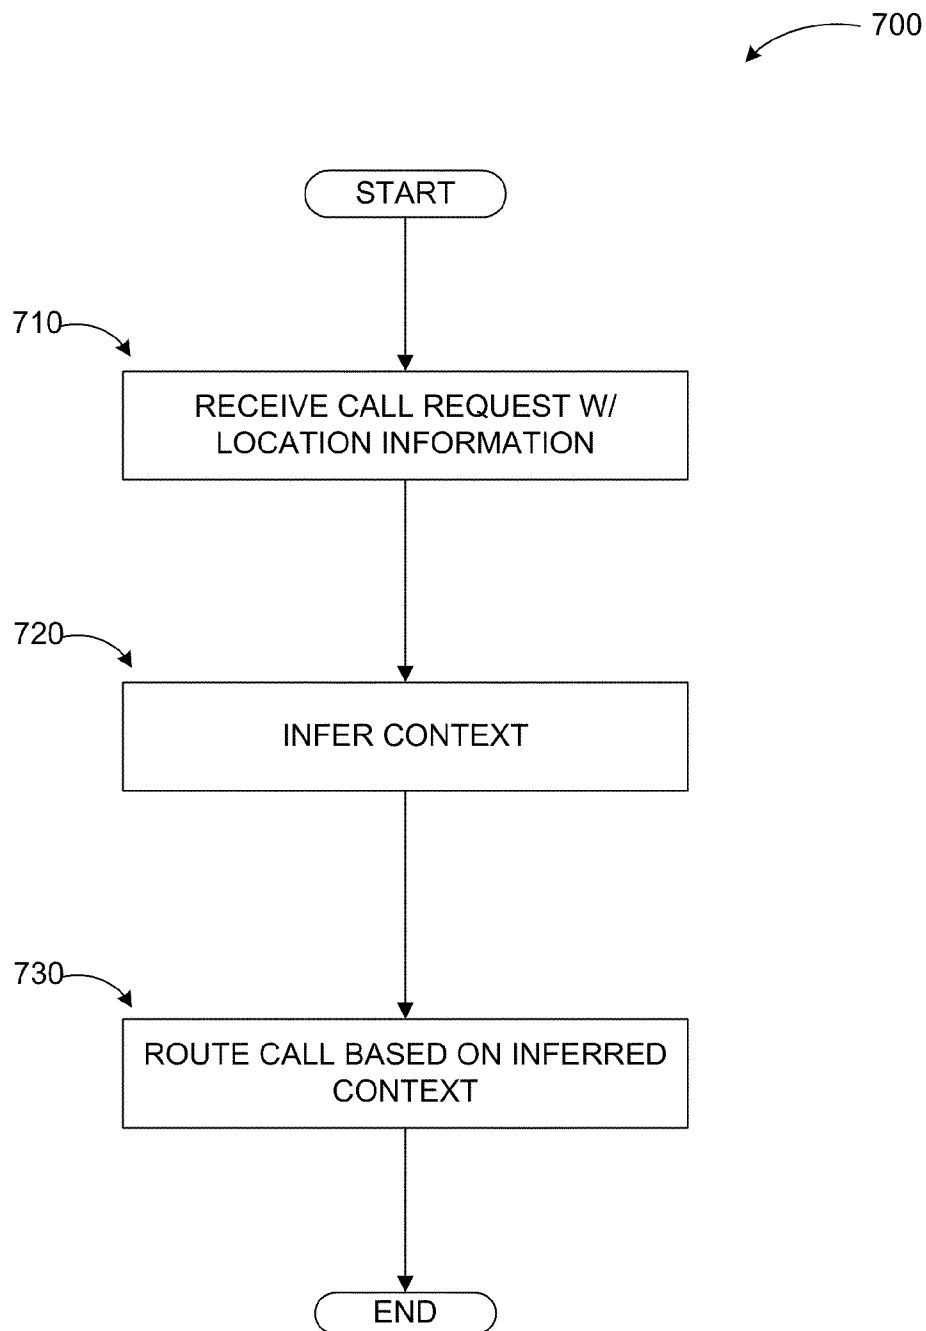 700
START
710
RECEIVE CALL REQUEST W/
LOCATION INFORMATION
720
INFER CONTEXT
730
ROUTE CALL BASED ON INFERRED
CONTEXT
END